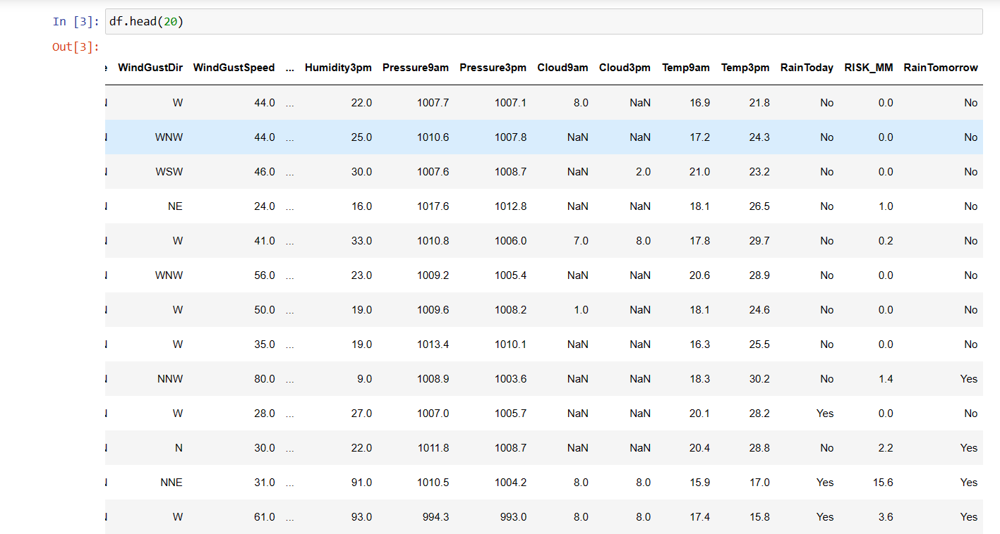 In [3]: df.head(20)
Out[3]:
WindGustDir WindGustSpeed ... Humidity3pm Pressure9am Pressure3pm Cloud9am Cloud3pm Temp9am Temp3pm RainToday RISK_MM RainTomorrow
W 44.0 ... 22.0 1007.7 1007.1 8.0 NaN 16.9 21.8 No 0.0 No
WNW 44.0 ... 25.0 1010.6 1007.8 NaN NaN 17.2 24.3 No 0.0 No
WSW 46.0 ... 30.0 1007.6 1008.7 NaN 2.0 21.0 23.2 No 0.0 No
NE 24.0 ... 16.0 1017.6 1012.8 NaN NaN 18.1 26.5 No 1.0 No
W 41.0 ... 33.0 1010.8 1006.0 7.0 8.0 17.8 29.7 No 0.2 No
WNW 56.0 ... 23.0 1009.2 1005.4 NaN NaN 20.6 28.9 No 0.0 No
W 50.0 ... 19.0 1009.6 1008.2 1.0 NaN 18.1 24.6 No 0.0 No
W 35.0 ... 19.0 1013.4 1010.1 NaN NaN 16.3 25.5 No 0.0 No
NNW 80.0 ... 9.0 1008.9 1003.6 NaN NaN 18.3 30.2 No 1.4 Yes
W 28.0 ... 27.0 1007.0 1005.7 NaN NaN 20.1 28.2 Yes 0.0 No
N 30.0 ... 22.0 1011.8 1008.7 NaN NaN 20.4 28.8 No 2.2 Yes
NNE 31.0 ... 91.0 1010.5 1004.2 8.0 8.0 15.9 17.0 Yes 15.6 Yes
W 61.0 ... 93.0 994.3 993.0 8.0 8.0 17.4 15.8 Yes 3.6 Yes